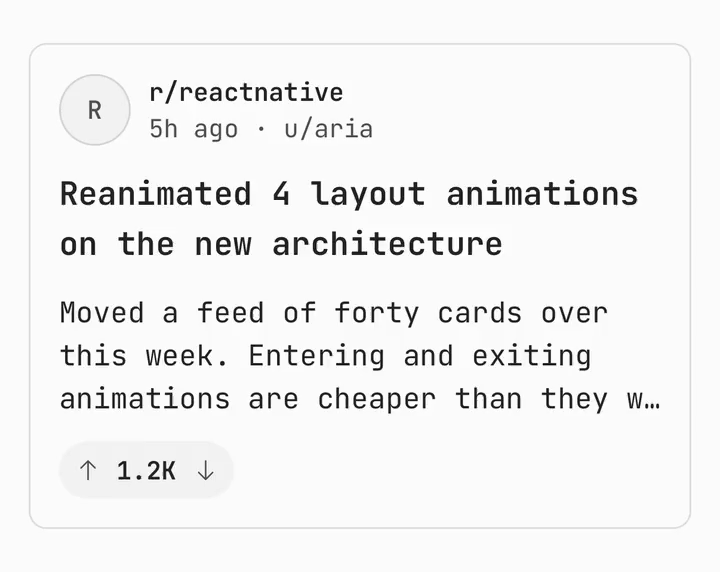 R
r/reactnative
5h ago · u/aria
Reanimated 4 layout animations
on the new architecture
Moved a feed of forty cards over
this week. Entering and exiting
animations are cheaper than they w…
↑ 1.2K ↓